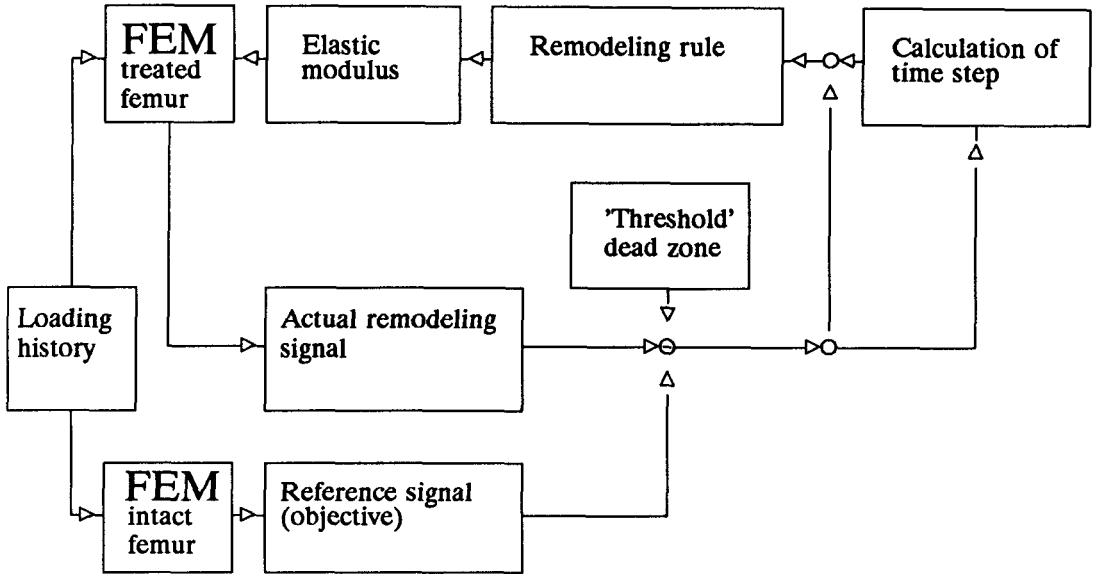 FEM
treated
femur
Elastic
modulus
Remodeling rule
Calculation of
time step
'Threshold'
dead zone
Loading
history
Actual remodeling
signal
FEM
intact
femur
Reference signal
(objective)